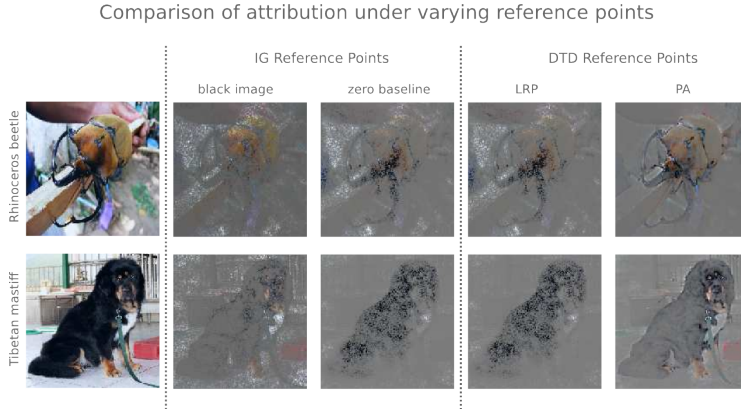 Comparison of attribution under varying reference points
IG Reference Points
DTD Reference Points
black image
zero baseline
LRP
PA
Rhinoceros beetle
Tibetan mastiff